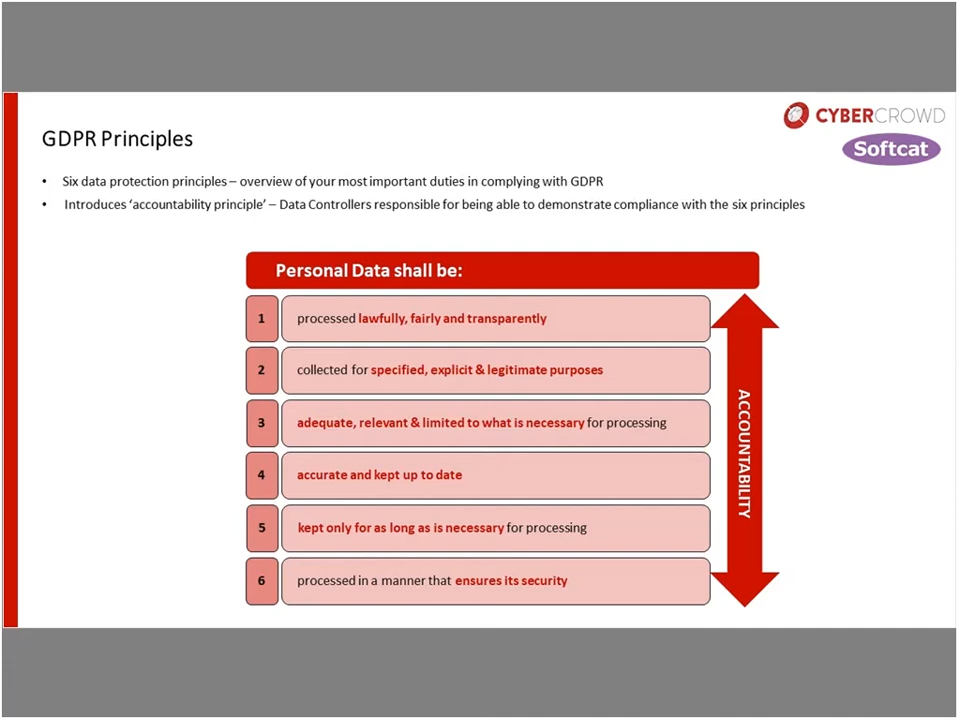 CYBERCROWD
Softcat
GDPR Principles
• Six data protection principles – overview of your most important duties in complying with GDPR
• Introduces ‘accountability principle’ – Data Controllers responsible for being able to demonstrate compliance with the six principles
Personal Data shall be:
1 processed lawfully, fairly and transparently
2 collected for specified, explicit & legitimate purposes
3 adequate, relevant & limited to what is necessary for processing
4 accurate and kept up to date
5 kept only for as long as is necessary for processing
6 processed in a manner that ensures its security
ACCOUNTABILITY